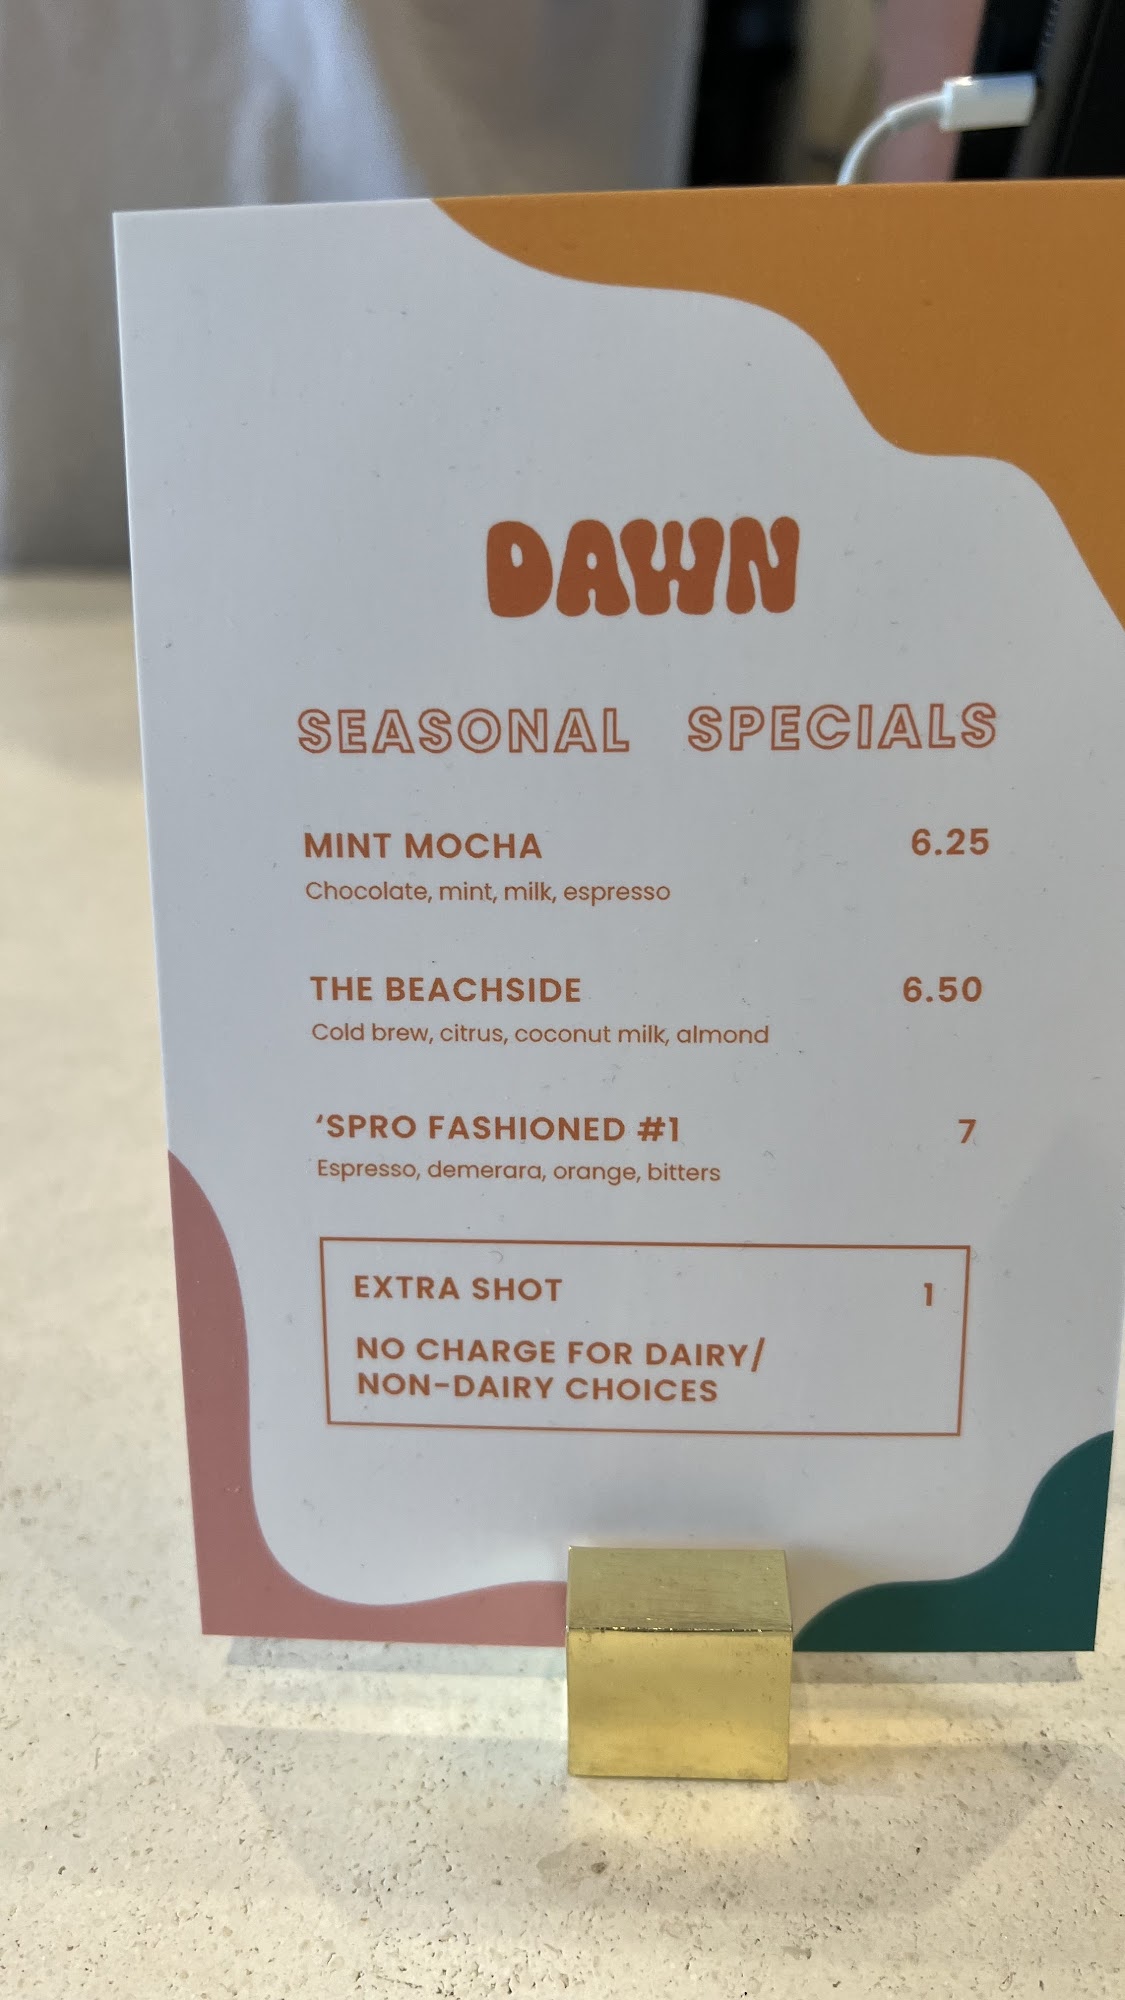 DAWN
SEASONAL SPECIALS
MINT MOCHA 6.25
Chocolate, mint, milk, espresso
THE BEACHSIDE 6.50
Cold brew, citrus, coconut milk, almond
‘SPRO FASHIONED #1 7
Espresso, demerara, orange, bitters
EXTRA SHOT 1
NO CHARGE FOR DAIRY/
NON-DAIRY CHOICES